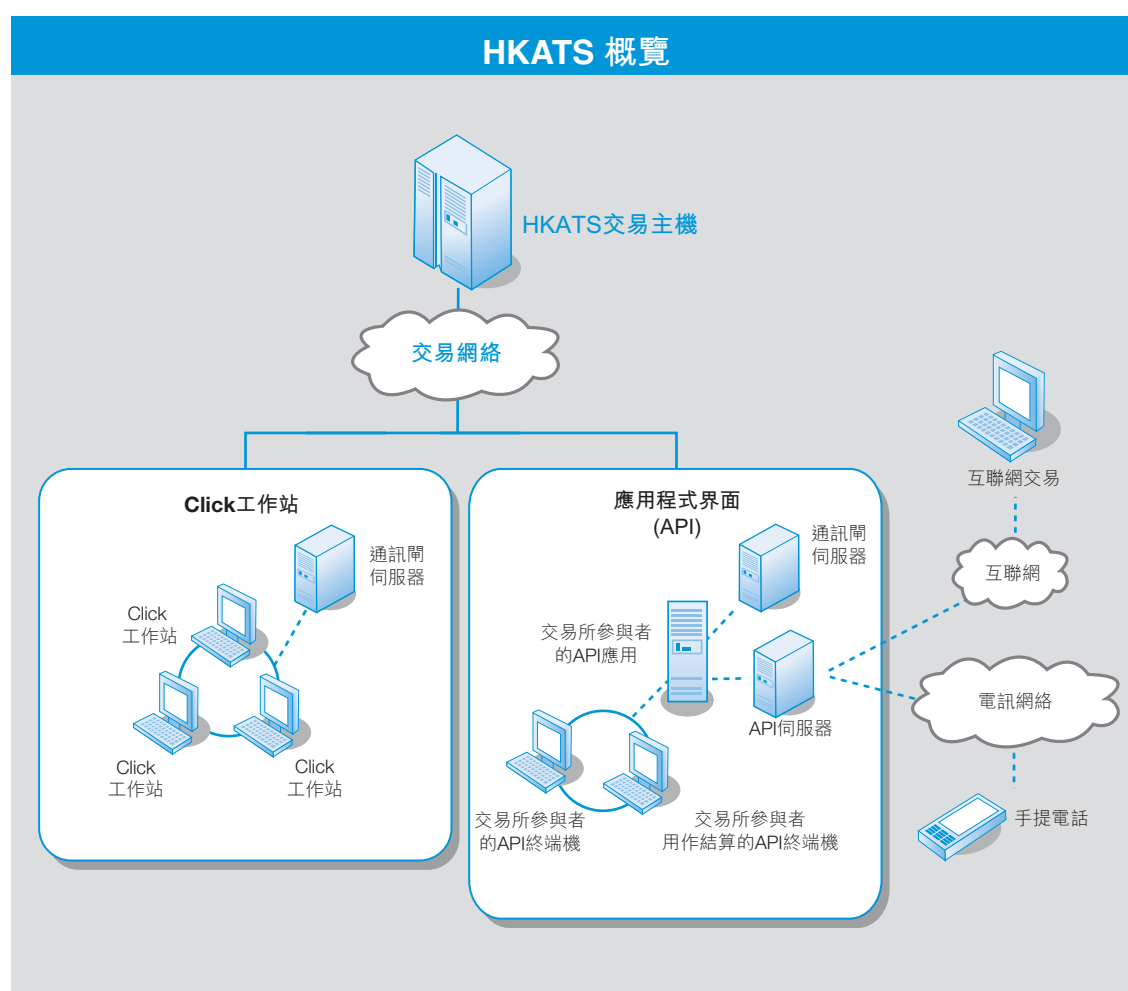 HKATS 概覽
HKATS交易主機
交易網絡
Click工作站
通訊閘
伺服器
Click
工作站
Click
工作站
Click
工作站
應用程式界面
(API)
通訊閘
伺服器
交易所參與者
的API應用
API伺服器
交易所參與者
的API終端機
交易所參與者
用作結算的API終端機
互聯網交易
互聯網
電訊網絡
手提電話